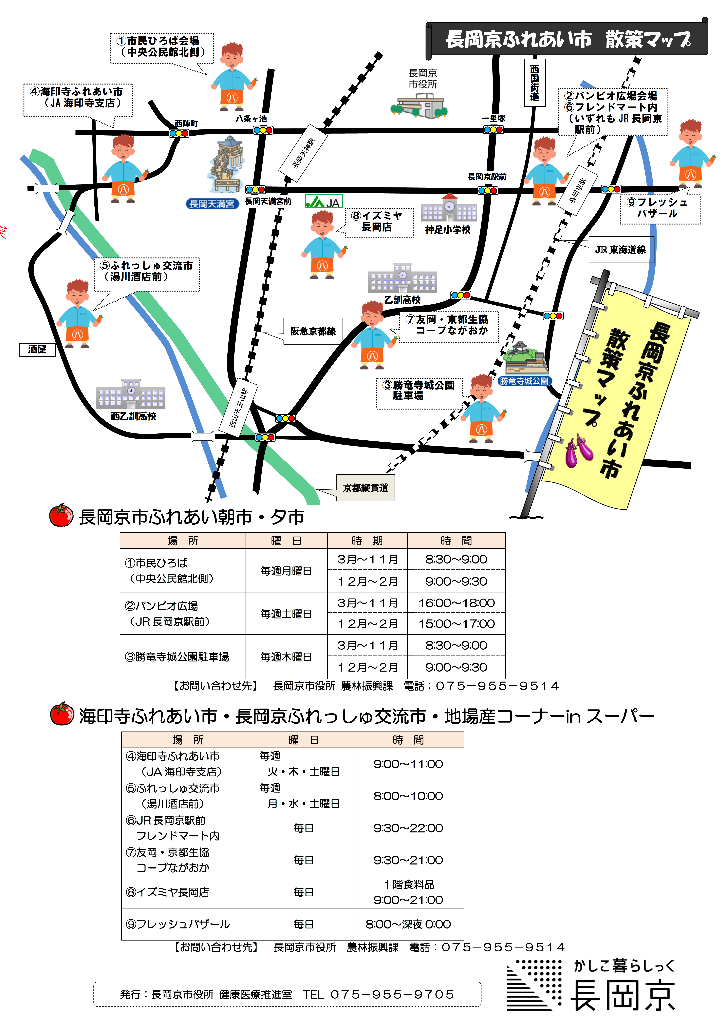 長岡京ふれあい市 散策マップ
①市民ひろば会場
(中央公民館北側)
④海印寺ふれあい市
(JA海印寺支店)
長岡京
市役所
西国街道
②バンビオ広場会場
⑥フレンドマート内
(いずれもJR長岡京
駅前)
西陣町
八条ヶ池
一里塚
長岡天満宮
長岡天満宮前
JA
長岡京駅前
神足小学校
⑧イズミヤ
長岡店
⑨フレッシュ
バザール
JR東海道線
⑤ふれっしゅ交流市
(湯川酒店前)
乙訓高校
⑦友岡・京都生協
コープながおか
阪急京都線
酒屋
西乙訓高校
③勝竜寺城公園
駐車場
勝竜寺城公園
京都縦貫道
長岡京ふれあい市
散策マップ
長岡京市ふれあい朝市・夕市
場 所 曜 日 時 期 時 間
①市民ひろば
(中央公民館北側) 毎週月曜日 3月～11月 8:30～9:00
12月～2月 9:00～9:30
②バンビオ広場
(JR長岡京駅前) 毎週土曜日 3月～11月 16:00～18:00
12月～2月 15:00～17:00
③勝竜寺城公園駐車場 毎週木曜日 3月～11月 8:30～9:00
12月～2月 9:00～9:30
【お問い合わせ先】 長岡京市役所 農林振興課 電話：075-955-9514
海印寺ふれあい市・長岡京ふれっしゅ交流市・地場産コーナーin スーパー
場 所 曜 日 時 間
④海印寺ふれあい市
(JA海印寺支店) 毎週
火・木・土曜日 9:00～11:00
⑤ふれっしゅ交流市
(湯川酒店前) 毎週
月・水・土曜日 8:00～10:00
⑥JR長岡京駅前
フレンドマート内 毎日 9:30～22:00
⑦友岡・京都生協
コープながおか 毎日 9:30～21:00
⑧イズミヤ長岡店 毎日 1階食料品
9:00～21:00
⑨フレッシュバザール 毎日 8:00～深夜0:00
【お問い合わせ先】 長岡京市役所 農林振興課 電話：075-955-9514
発行：長岡京市役所 健康医療推進室 TEL 075-955-9705
かしこ暮らしっく
長岡京